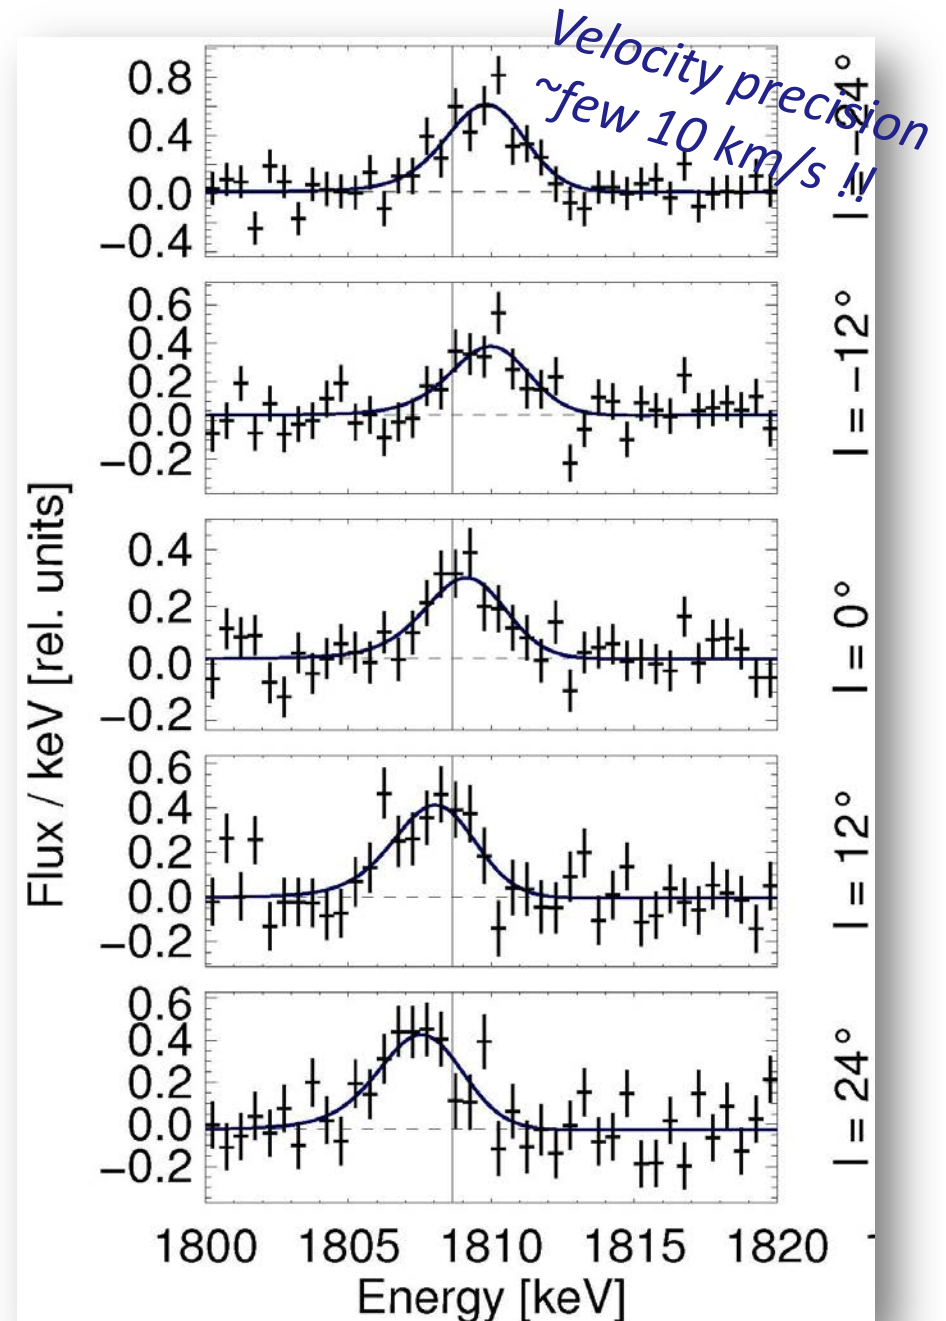 Velocity precision
~few 10 km/s !!
0.8
0.4
0.0
−0.4
l = −24°
0.6
0.4
0.2
0.0
−0.2
l = −12°
0.4
0.2
0.0
−0.2
l = 0°
0.6
0.4
0.2
0.0
−0.2
l = 12°
0.6
0.4
0.2
0.0
−0.2
l = 24°
Flux / keV [rel. units]
1800 1805 1810 1815 1820
Energy [keV]